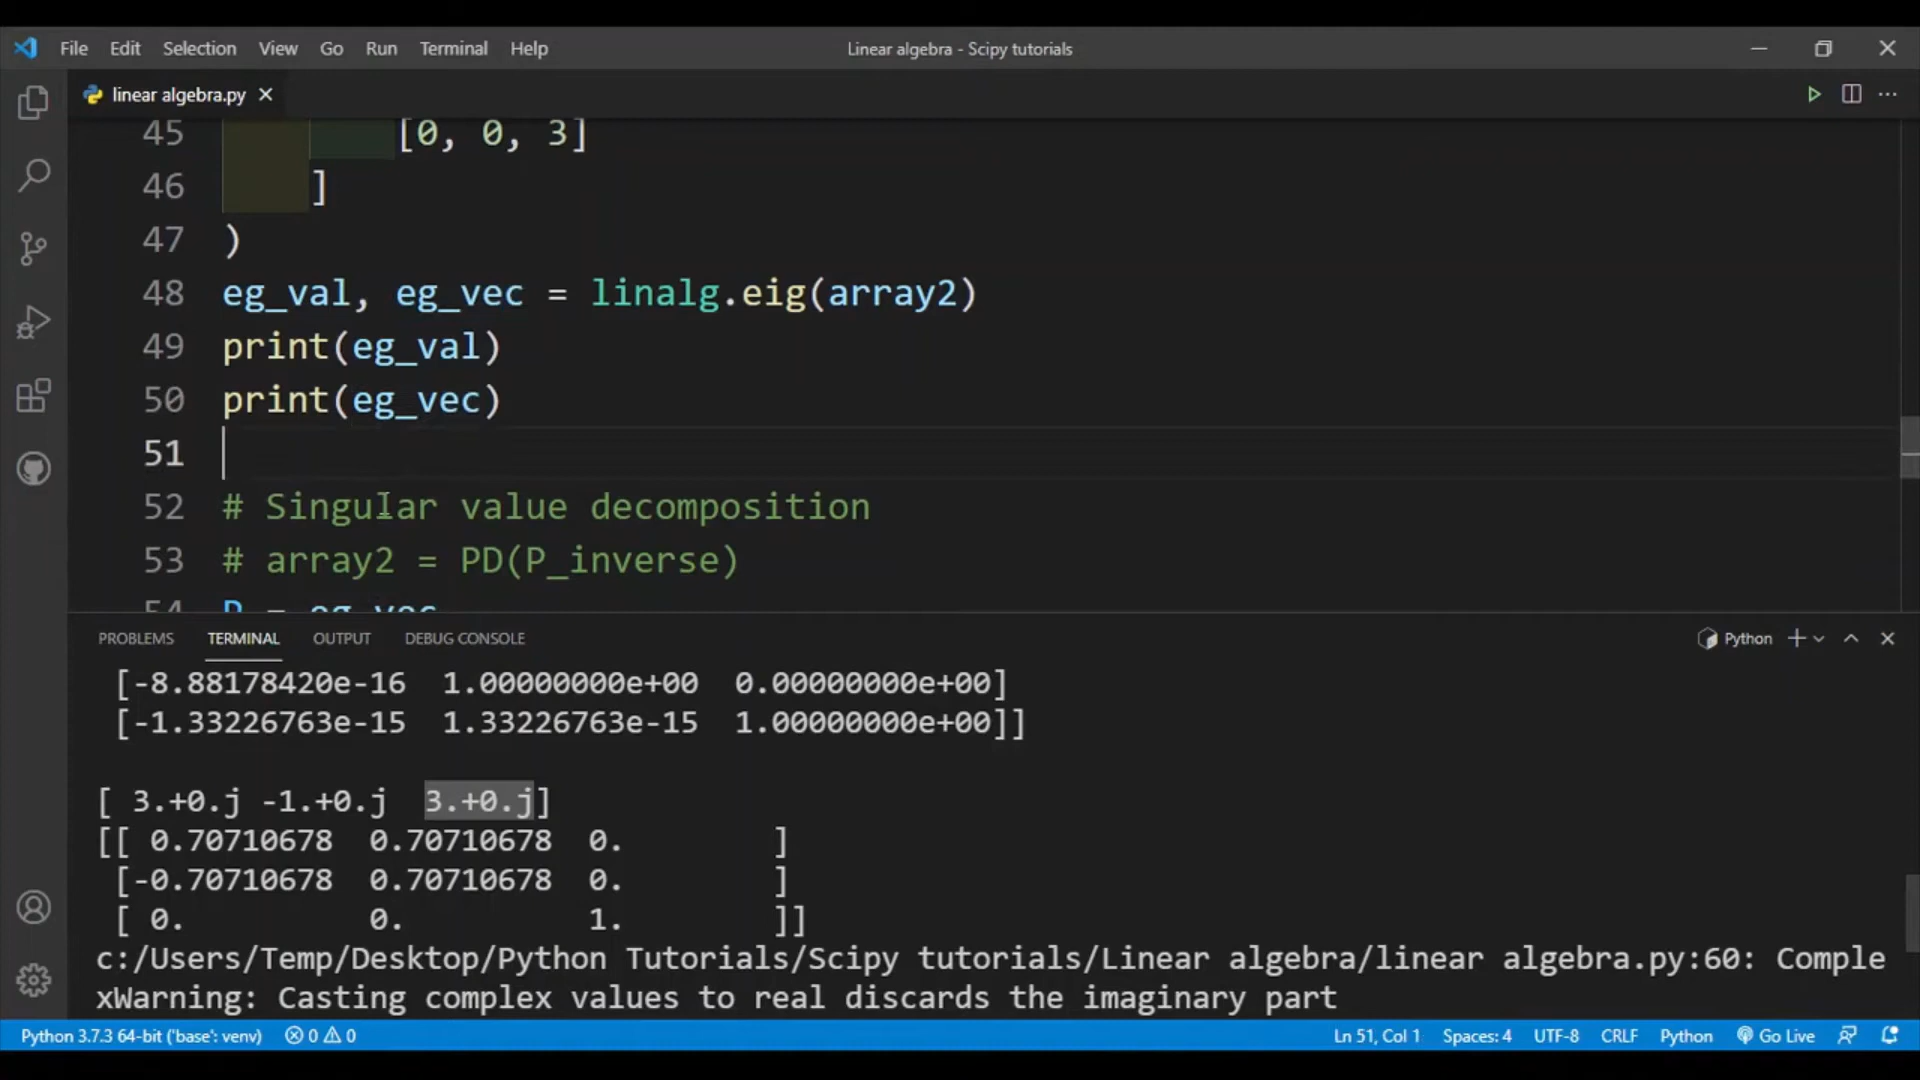 File Edit Selection View Go Run Terminal Help Linear algebra - Scipy tutorials
linear algebra.py
45 [0, 0, 3]
46 ]
47 )
48 eg_val, eg_vec = linalg.eig(array2)
49 print(eg_val)
50 print(eg_vec)
51
52 # Singular value decomposition
53 # array2 = PD(P_inverse)
54 P = eg_vec
PROBLEMS TERMINAL OUTPUT DEBUG CONSOLE Python
[-8.88178420e-16 1.00000000e+00 0.00000000e+00]
[-1.33226763e-15 1.33226763e-15 1.00000000e+00]]
[ 3.+0.j -1.+0.j 3.+0.j]
[[ 0.70710678 0.70710678 0. ]
[-0.70710678 0.70710678 0. ]
[ 0. 0. 1. ]]
c:/Users/Temp/Desktop/Python Tutorials/Scipy tutorials/Linear algebra/linear algebra.py:60: Comple
xWarning: Casting complex values to real discards the imaginary part
Python 3.7.3 64-bit ('base': venv) 0 0 Ln 51, Col 1 Spaces: 4 UTF-8 CRLF Python Go Live